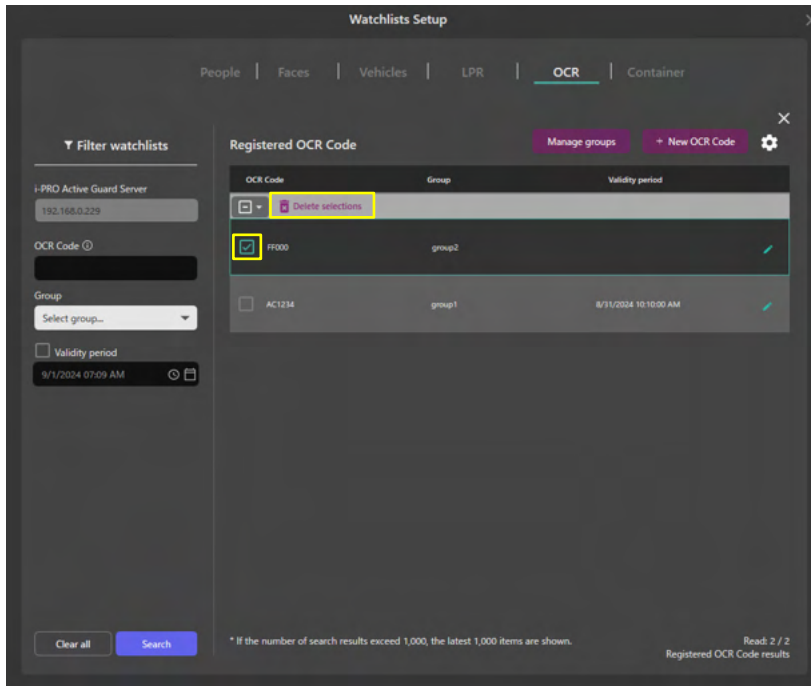 Watchlists Setup
People | Faces | Vehicles | LPR | OCR | Container
Filter watchlists
i-PRO Active Guard Server
192.168.0.229
OCR Code
Group
Select group...
Validity period
9/1/2024 07:09 AM
Clear all
Search
Registered OCR Code
Manage groups
+ New OCR Code
OCR Code Group Validity period
Delete selections
FF000 group2
AC1234 group1 8/31/2024 10:10:00 AM
* If the number of search results exceed 1,000, the latest 1,000 items are shown.
Read: 2 / 2
Registered OCR Code results